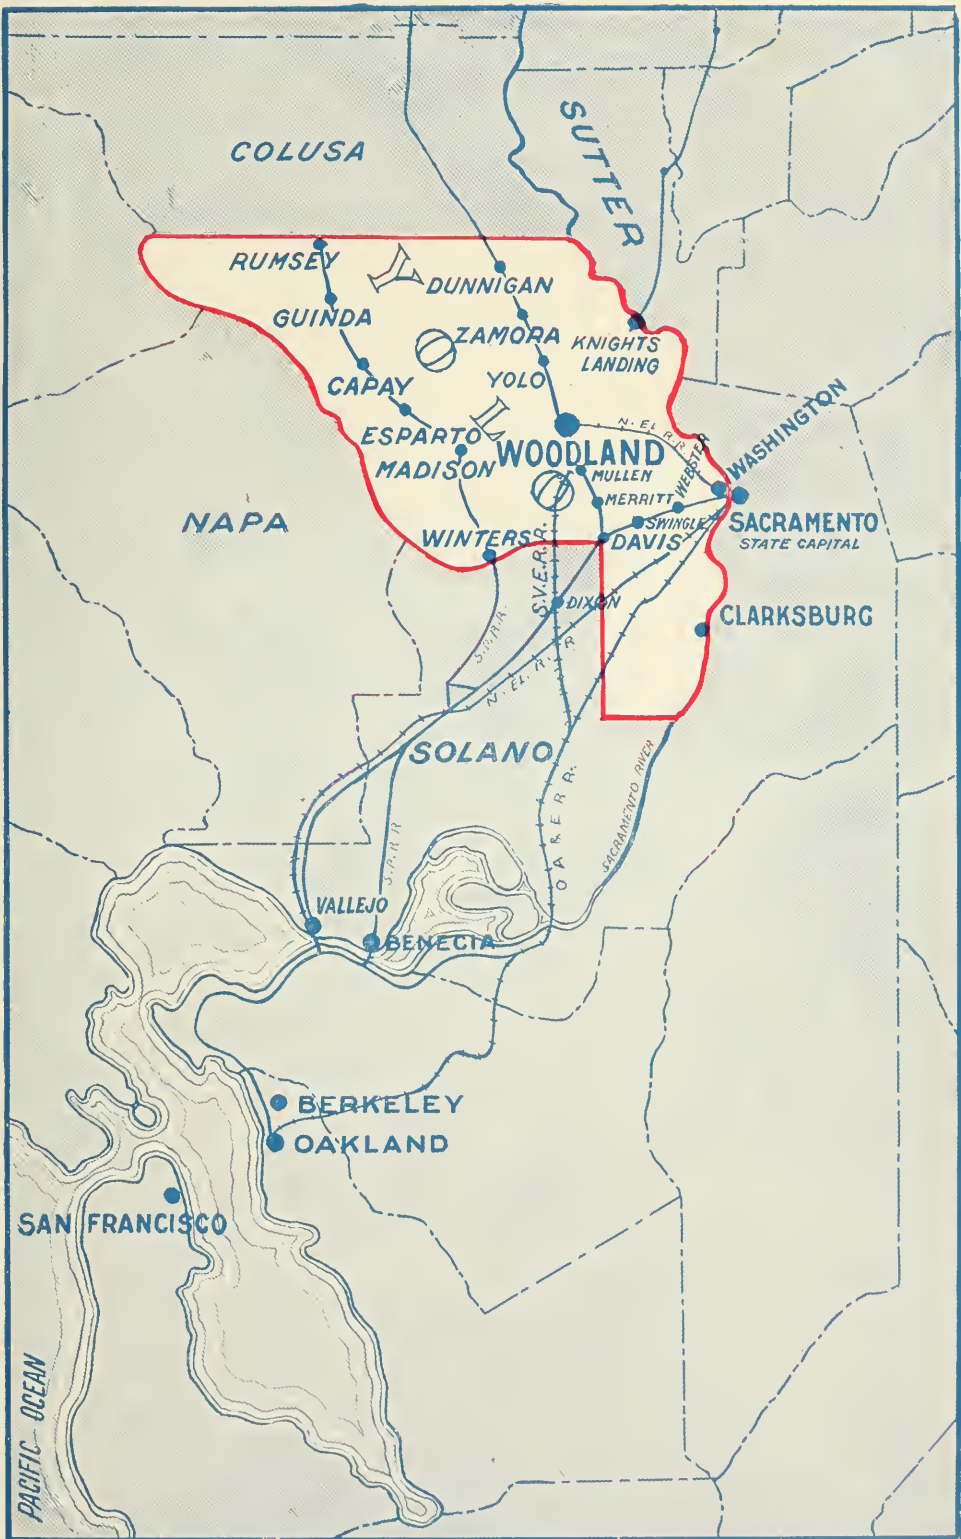 COLUSA
SUTTER
RUMSEY
DUNNIGAN
GUINDA
ZAMORA
KNIGHTS
LANDING
YOLO
CAPAY
ESPARTO
MADISON
WOODLAND
N. EL. R. R.
WEBSTER
WASHINGTON
MULLEN
MERRITT
SWINGLE
SACRAMENTO
STATE CAPITAL
NAPA
WINTERS
DAVIS
S.V.E.R.R.
DIXON
CLARKSBURG
S.P.R.R.
N. EL. R. R
SOLANO
SACRAMENTO RIVER
O A & E R R.
S.P.R.R
VALLEJO
BENECIA
BERKELEY
OAKLAND
SAN FRANCISCO
PACIFIC OCEAN
Y
O
L
O